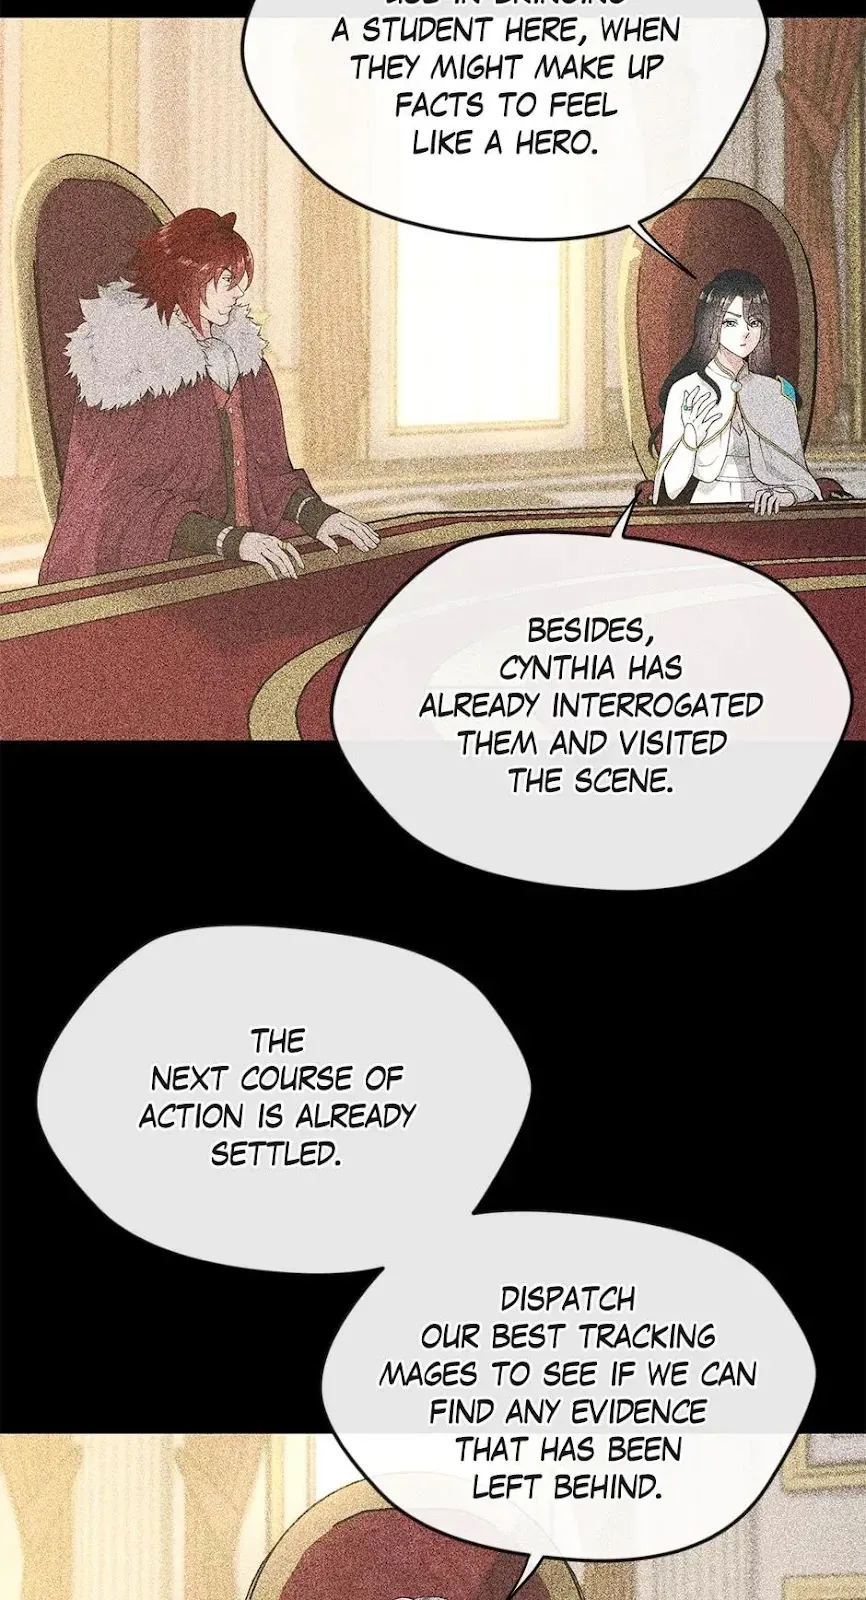 A STUDENT HERE, WHEN
THEY MIGHT MAKE UP
FACTS TO FEEL
LIKE A HERO.
BESIDES,
CYNTHIA HAS
ALREADY INTERROGATED
THEM AND VISITED
THE SCENE.
THE
NEXT COURSE OF
ACTION IS ALREADY
SETTLED.
DISPATCH
OUR BEST TRACKING
MAGES TO SEE IF WE CAN
FIND ANY EVIDENCE
THAT HAS BEEN
LEFT BEHIND.